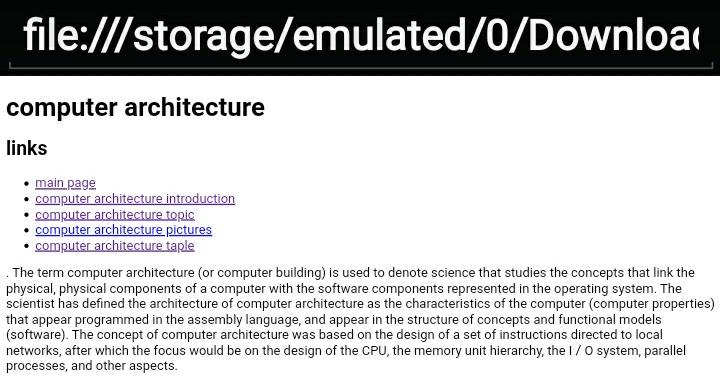 file:///storage/emulated/0/Download
computer architecture
links
• main page
• computer architecture introduction
• computer architecture topic
• computer architecture pictures
• computer architecture taple
. The term computer architecture (or computer building) is used to denote science that studies the concepts that link the
physical, physical components of a computer with the software components represented in the operating system. The
scientist has defined the architecture of computer architecture as the characteristics of the computer (computer properties)
that appear programmed in the assembly language, and appear in the structure of concepts and functional models
(software). The concept of computer architecture was based on the design of a set of instructions directed to local
networks, after which the focus would be on the design of the CPU, the memory unit hierarchy, the I / O system, parallel
processes, and other aspects.